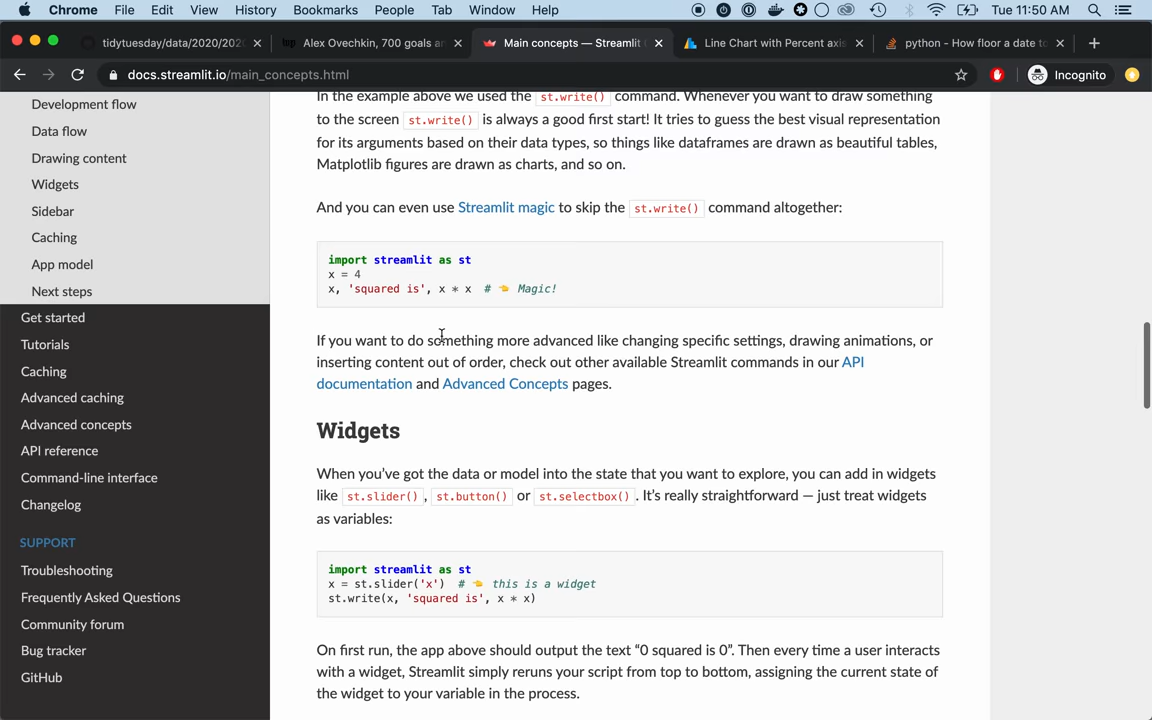 Chrome File Edit View History Bookmarks People Tab Window Help Tue 11:50 AM
tidytuesday/data/2020/202 Alex Ovechkin, 700 goals an Main concepts — Streamlit Line Chart with Percent axis python - How floor a date to
docs.streamlit.io/main_concepts.html Incognito
Development flow
Data flow
Drawing content
Widgets
Sidebar
Caching
App model
Next steps
Get started
Tutorials
Caching
Advanced caching
Advanced concepts
API reference
Command-line interface
Changelog
SUPPORT
Troubleshooting
Frequently Asked Questions
Community forum
Bug tracker
GitHub
In the example above we used the st.write() command. Whenever you want to draw something
to the screen st.write() is always a good first start! It tries to guess the best visual representation
for its arguments based on their data types, so things like dataframes are drawn as beautiful tables,
Matplotlib figures are drawn as charts, and so on.
And you can even use Streamlit magic to skip the st.write() command altogether:
import streamlit as st
x = 4
x, 'squared is', x * x # 👈 Magic!
If you want to do something more advanced like changing specific settings, drawing animations, or
inserting content out of order, check out other available Streamlit commands in our API
documentation and Advanced Concepts pages.
Widgets
When you've got the data or model into the state that you want to explore, you can add in widgets
like st.slider(), st.button() or st.selectbox(). It's really straightforward — just treat widgets
as variables:
import streamlit as st
x = st.slider('x') # 👈 this is a widget
st.write(x, 'squared is', x * x)
On first run, the app above should output the text "0 squared is 0". Then every time a user interacts
with a widget, Streamlit simply reruns your script from top to bottom, assigning the current state of
the widget to your variable in the process.